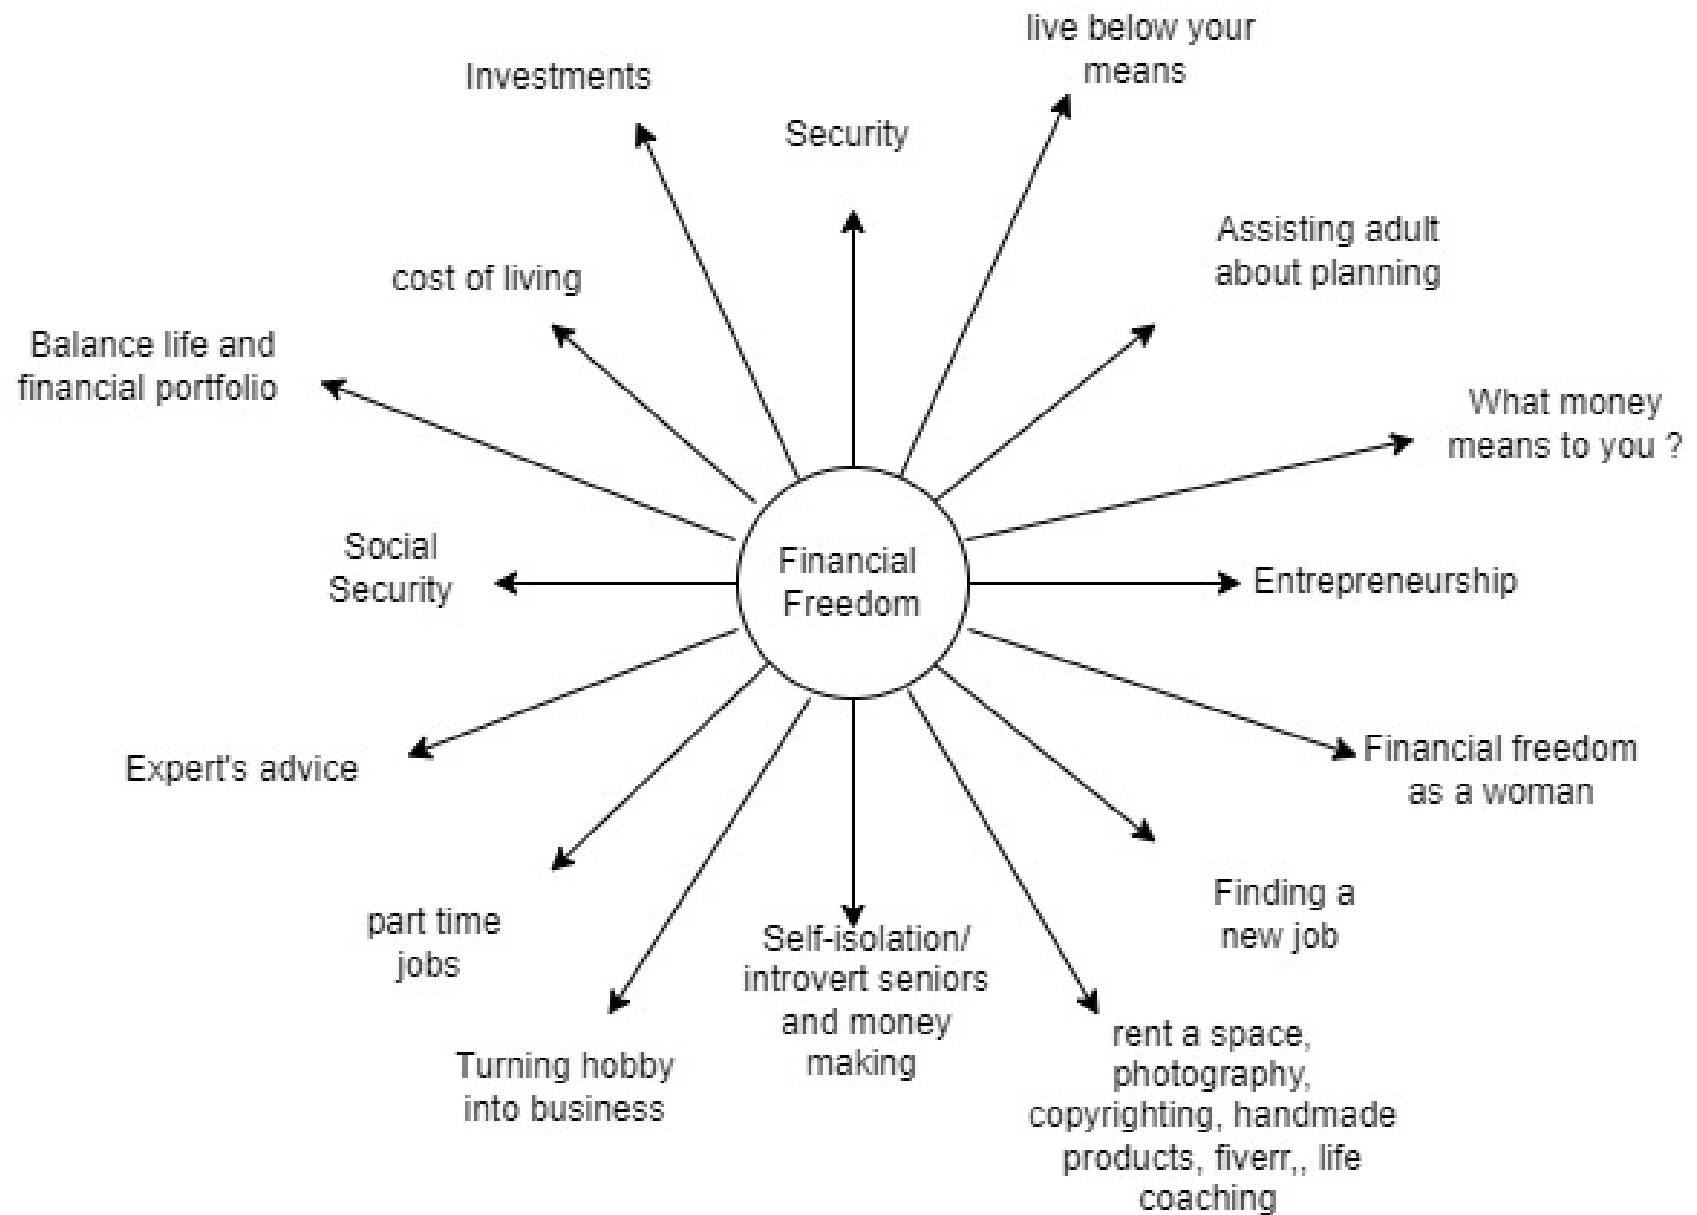 live below your
means
Investments
Security
Assisting adult
about planning
cost of living
Balance life and
financial portfolio
What money
means to you ?
Social
Security
Financial
Freedom
Entrepreneurship
Expert's advice
Financial freedom
as a woman
part time
jobs
Finding a
new job
Self-isolation/
introvert seniors
and money
making
Turning hobby
into business
rent a space,
photography,
copyrighting, handmade
products, fiverr,, life
coaching